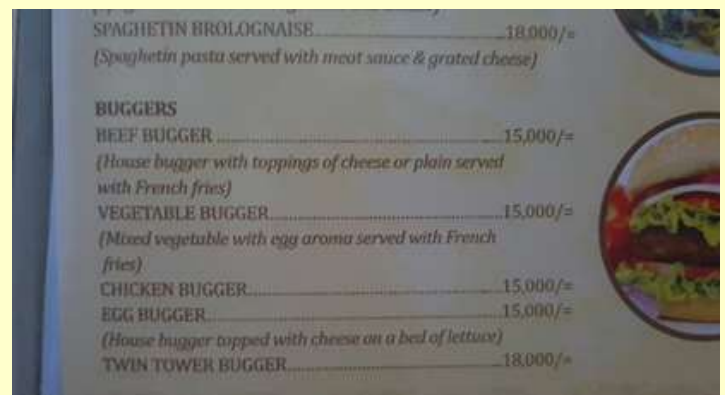 SPAGHETIN BROLOGNAISE 18,000/=
(Spaghetin pasta served with meat sauce & grated cheese)
BUGGERS
BEEF BUGGER 15,000/=
(House bugger with toppings of cheese or plain served
with French fries)
VEGETABLE BUGGER 15,000/=
(Mixed vegetable with egg aroma served with French
fries)
CHICKEN BUGGER 15,000/=
EGG BUGGER 15,000/=
(House bugger topped with cheese on a bed of lettuce)
TWIN TOWER BUGGER 18,000/=